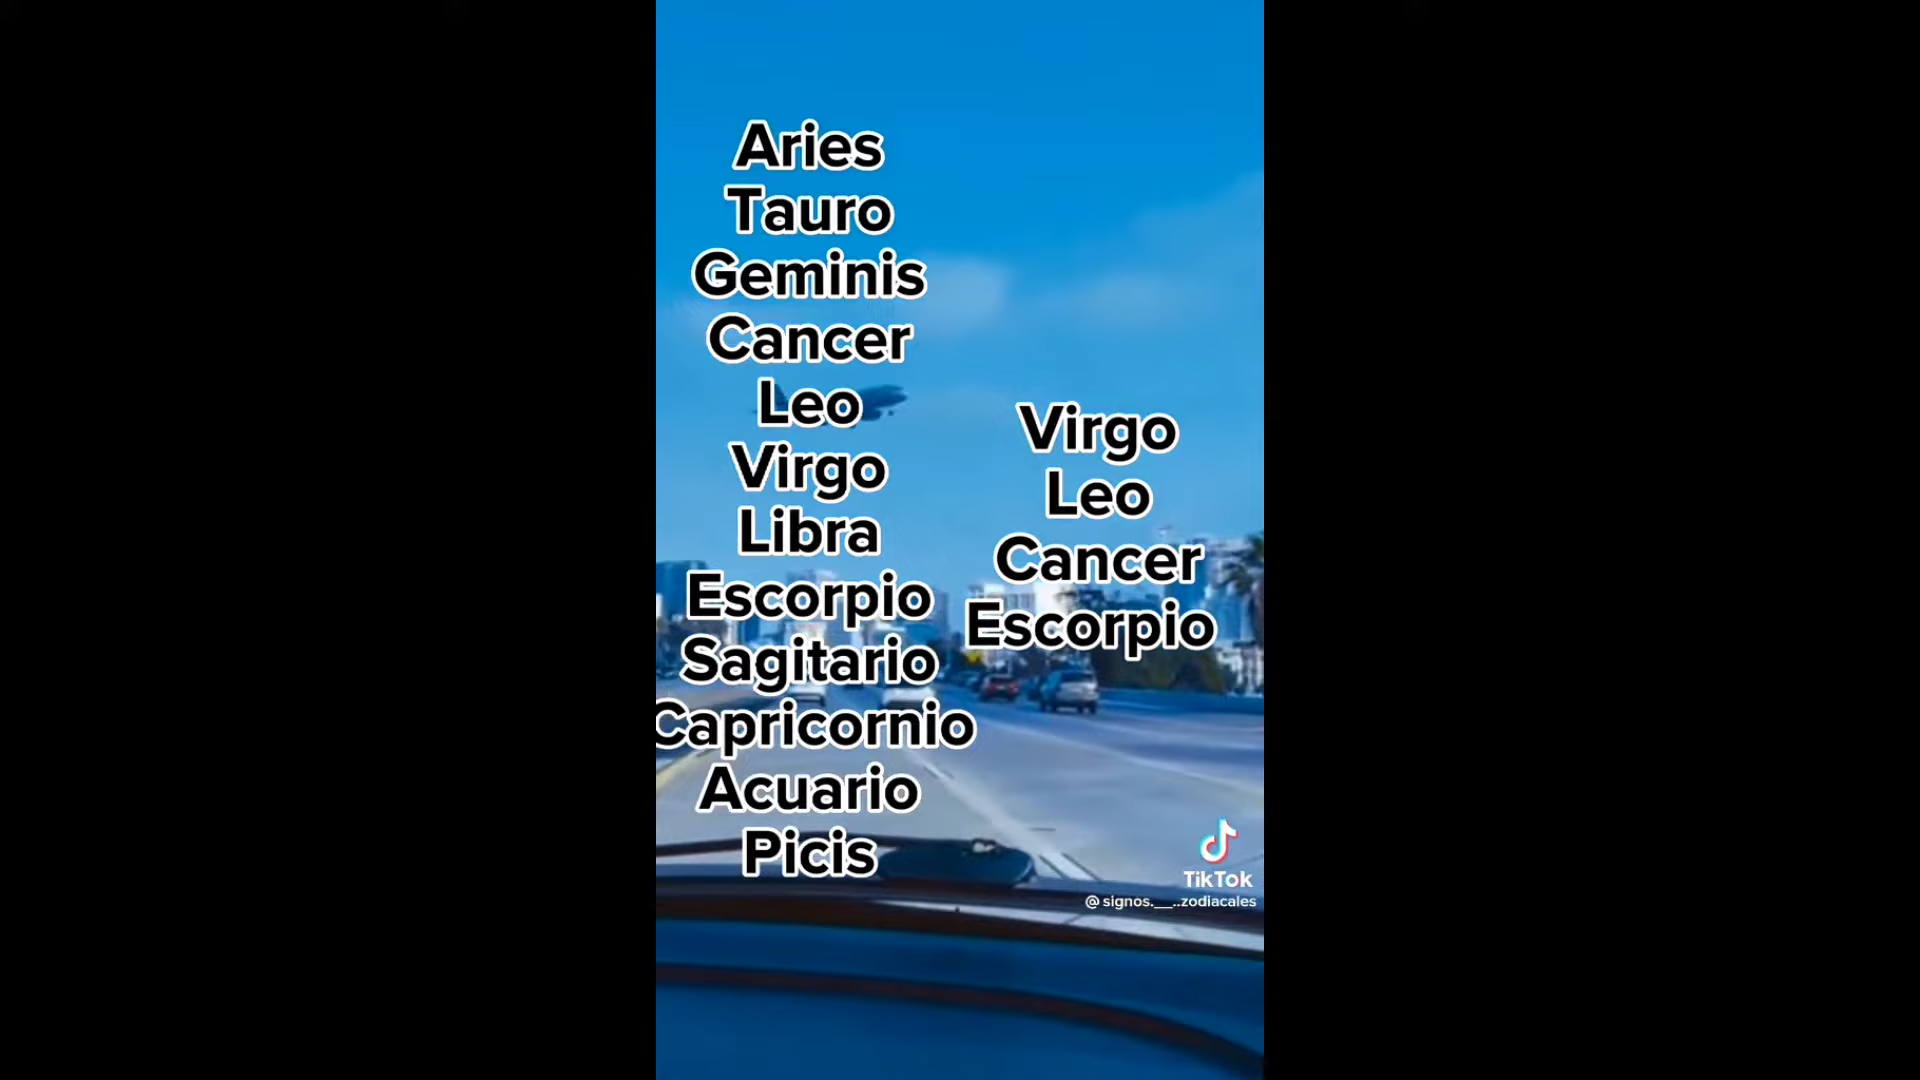 Aries
Tauro
Geminis
Cancer
Leo
Virgo
Libra
Escorpio
Sagitario
Capricornio
Acuario
Picis
Virgo
Leo
Cancer
Escorpio
TikTok
@signos.__..zodiacales